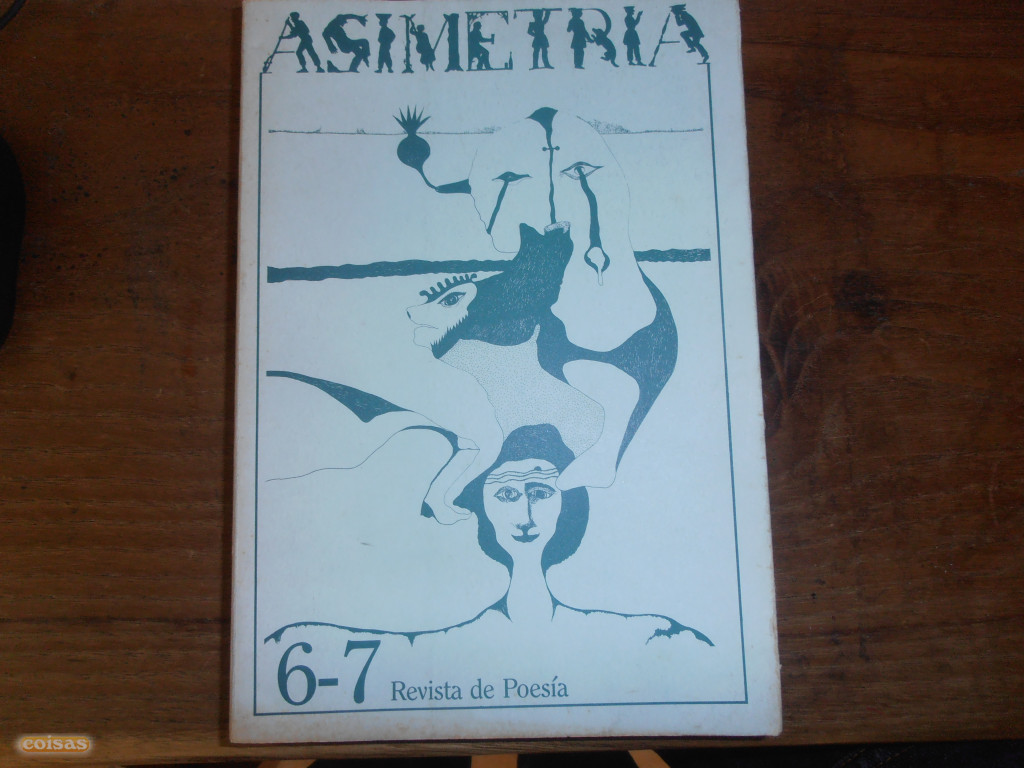 ASIMETRIA
6-7 Revista de Poesía
coisas